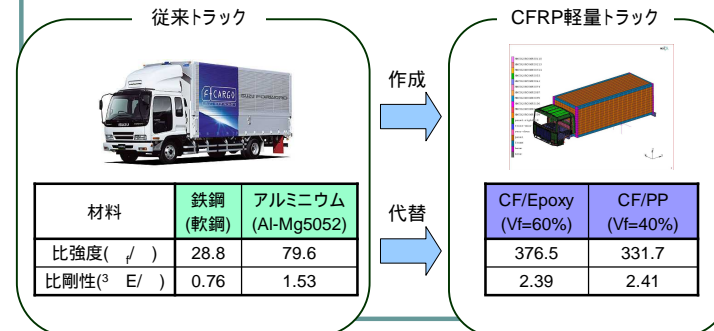 従来トラック
CFRP軽量トラック
F-CARGO
作成
材料
鉄鋼
(軟鋼)
アルミニウム
(Al-Mg5052)
比強度( f/ )
28.8
79.6
比剛性(3 E/ )
0.76
1.53
代替
CF/Epoxy
(Vf=60%)
CF/PP
(Vf=40%)
376.5
331.7
2.39
2.41